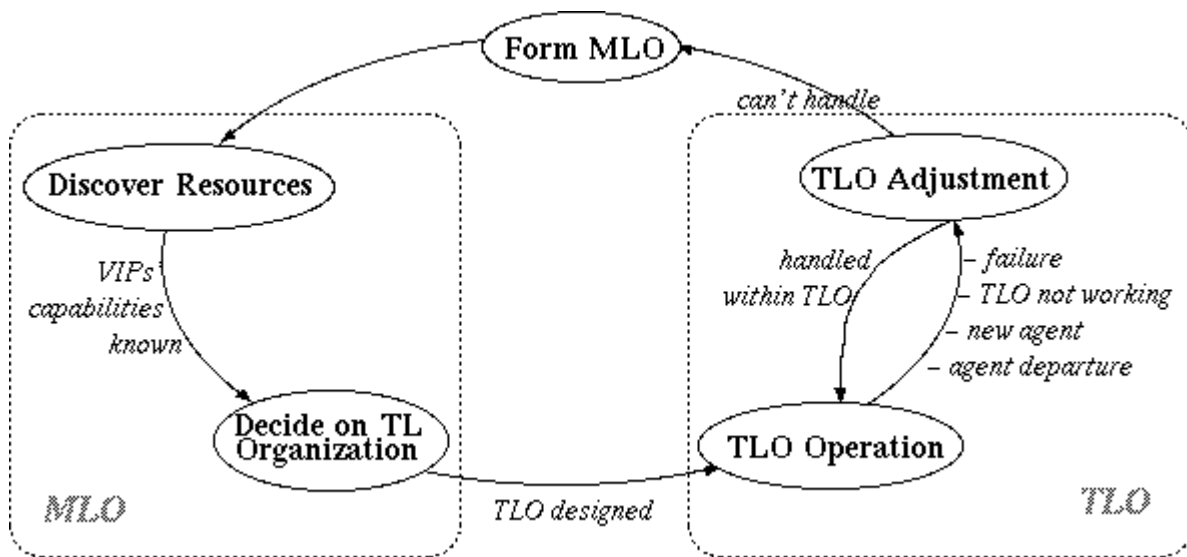 Form MLO
can't handle
Discover Resources
TLO Adjustment
VIPs'
capabilities
known
handled
within TLO
– failure
– TLO not working
– new agent
– agent departure
Decide on TL
Organization
TLO Operation
TLO designed
MLO
TLO